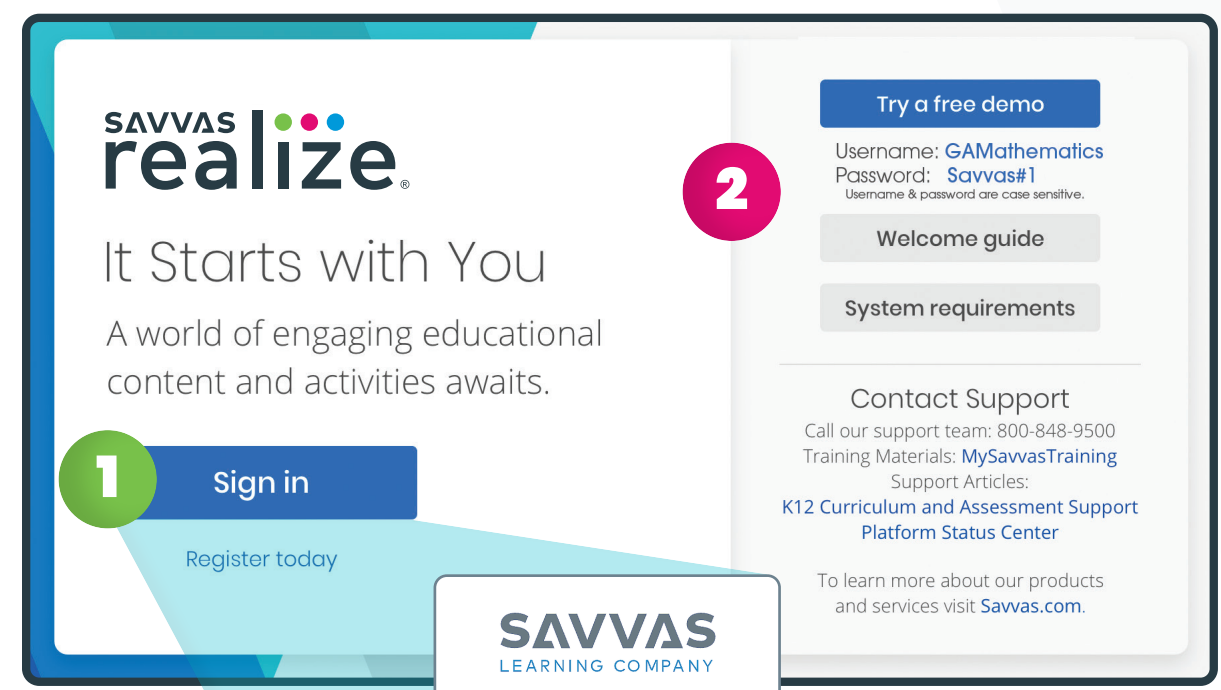 SAVVAS
realize®
It Starts with You
A world of engaging educational
content and activities awaits.
1
Sign in
Register today
2
Try a free demo
Username: GAMathematics
Password: Savvas#1
Username & password are case sensitive.
Welcome guide
System requirements
Contact Support
Call our support team: 800-848-9500
Training Materials: MySavvasTraining
Support Articles:
K12 Curriculum and Assessment Support
Platform Status Center
To learn more about our products
and services visit Savvas.com.
SAVVAS
LEARNING COMPANY